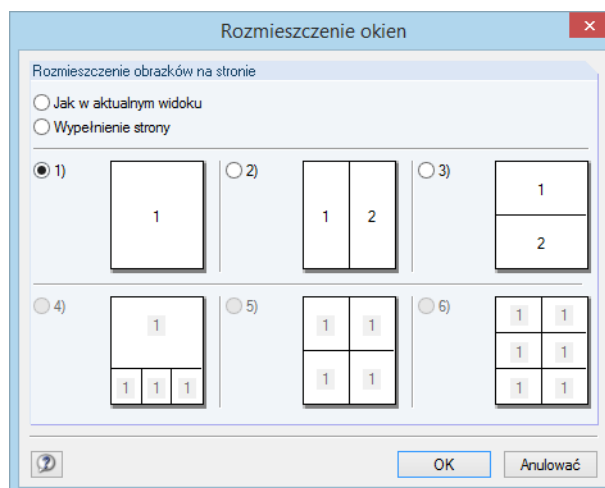 Rozmieszczenie okien
Rozmieszczenie obrazków na stronie
Jak w aktualnym widoku
Wypełnienie strony
1) 1 2) 1 2 3) 1
2
4) 1 5) 1 1 6) 1 1
1 1
1 1 1 1 1 1 1
OK Anulować